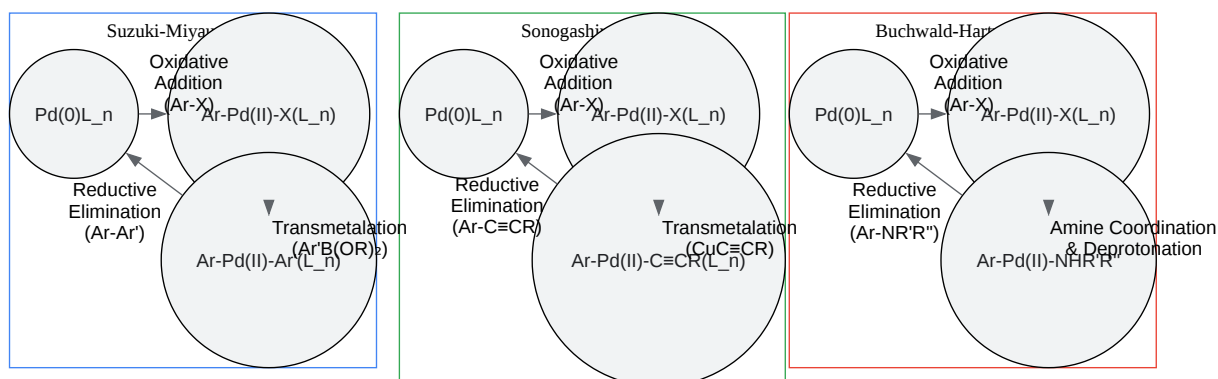 Suzuki-Miyau
Oxidative
Addition
(Ar-X)
Pd(0)L_n
Ar-Pd(II)-X(L_n)
Reductive
Elimination
(Ar-Ar')
Transmetalation
(Ar'B(OR)₂)
Ar-Pd(II)-Ar'(L_n)
Sonogashi
Oxidative
Addition
(Ar-X)
Pd(0)L_n
Ar-Pd(II)-X(L_n)
Reductive
Elimination
(Ar-C≡CR)
Transmetalation
(CuC≡CR)
Ar-Pd(II)-C≡CR(L_n)
Buchwald-Hart
Oxidative
Addition
(Ar-X)
Pd(0)L_n
Ar-Pd(II)-X(L_n)
Reductive
Elimination
(Ar-NR'R")
Amine Coordination
& Deprotonation
Ar-Pd(II)-NHR'R"